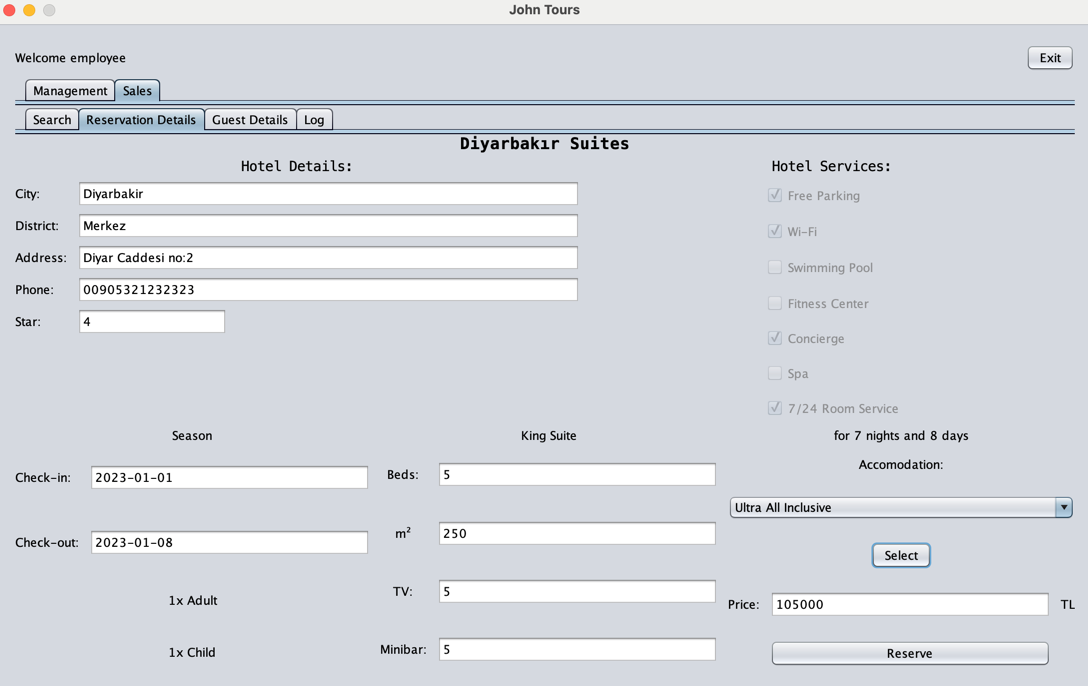 John Tours
Welcome employee
Exit
Management Sales
Search Reservation Details Guest Details Log
Diyarbakır Suites
Hotel Details:
City: Diyarbakir
District: Merkez
Address: Diyar Caddesi no:2
Phone: 00905321232323
Star: 4
Hotel Services:
Free Parking
Wi-Fi
Swimming Pool
Fitness Center
Concierge
Spa
7/24 Room Service
Season
Check-in: 2023-01-01
Check-out: 2023-01-08
1x Adult
1x Child
King Suite
Beds: 5
m² 250
TV: 5
Minibar: 5
for 7 nights and 8 days
Accomodation:
Ultra All Inclusive
Select
Price: 105000 TL
Reserve